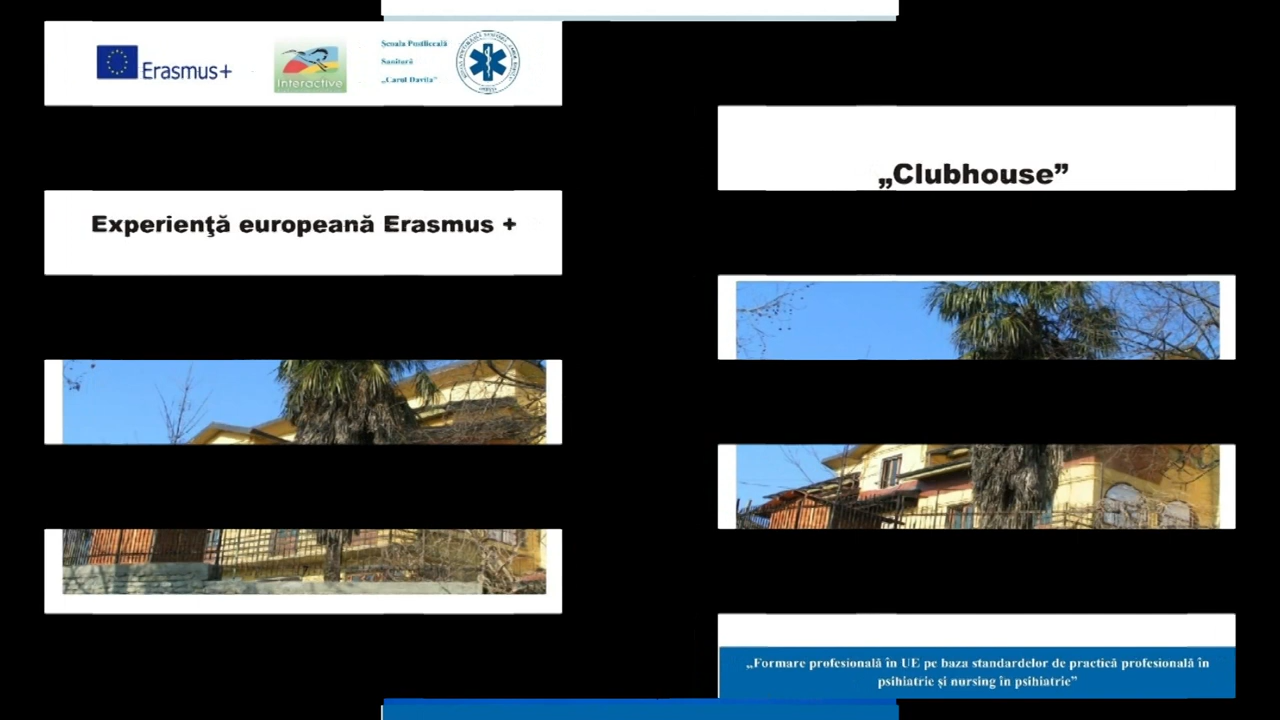 Erasmus+
interactive
Şcoala Postliceală
Sanitară
„Carol Davila”
„Clubhouse”
Experienţă europeană Erasmus +
„Formare profesională în UE pe baza standardelor de practică profesională în
psihiatrie și nursing în psihiatrie”